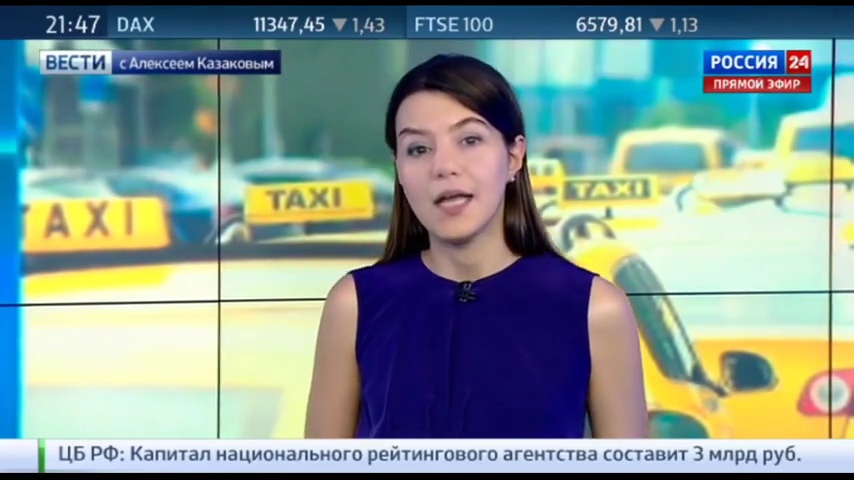 21:47 DAX 11347,45 ▼ 1,43 FTSE 100 6579,81 ▼ 1,13
ВЕСТИ с Алексеем Казаковым
РОССИЯ 24
ПРЯМОЙ ЭФИР
TAXI TAXI TAXI
ЦБ РФ: Капитал национального рейтингового агентства составит 3 млрд руб.